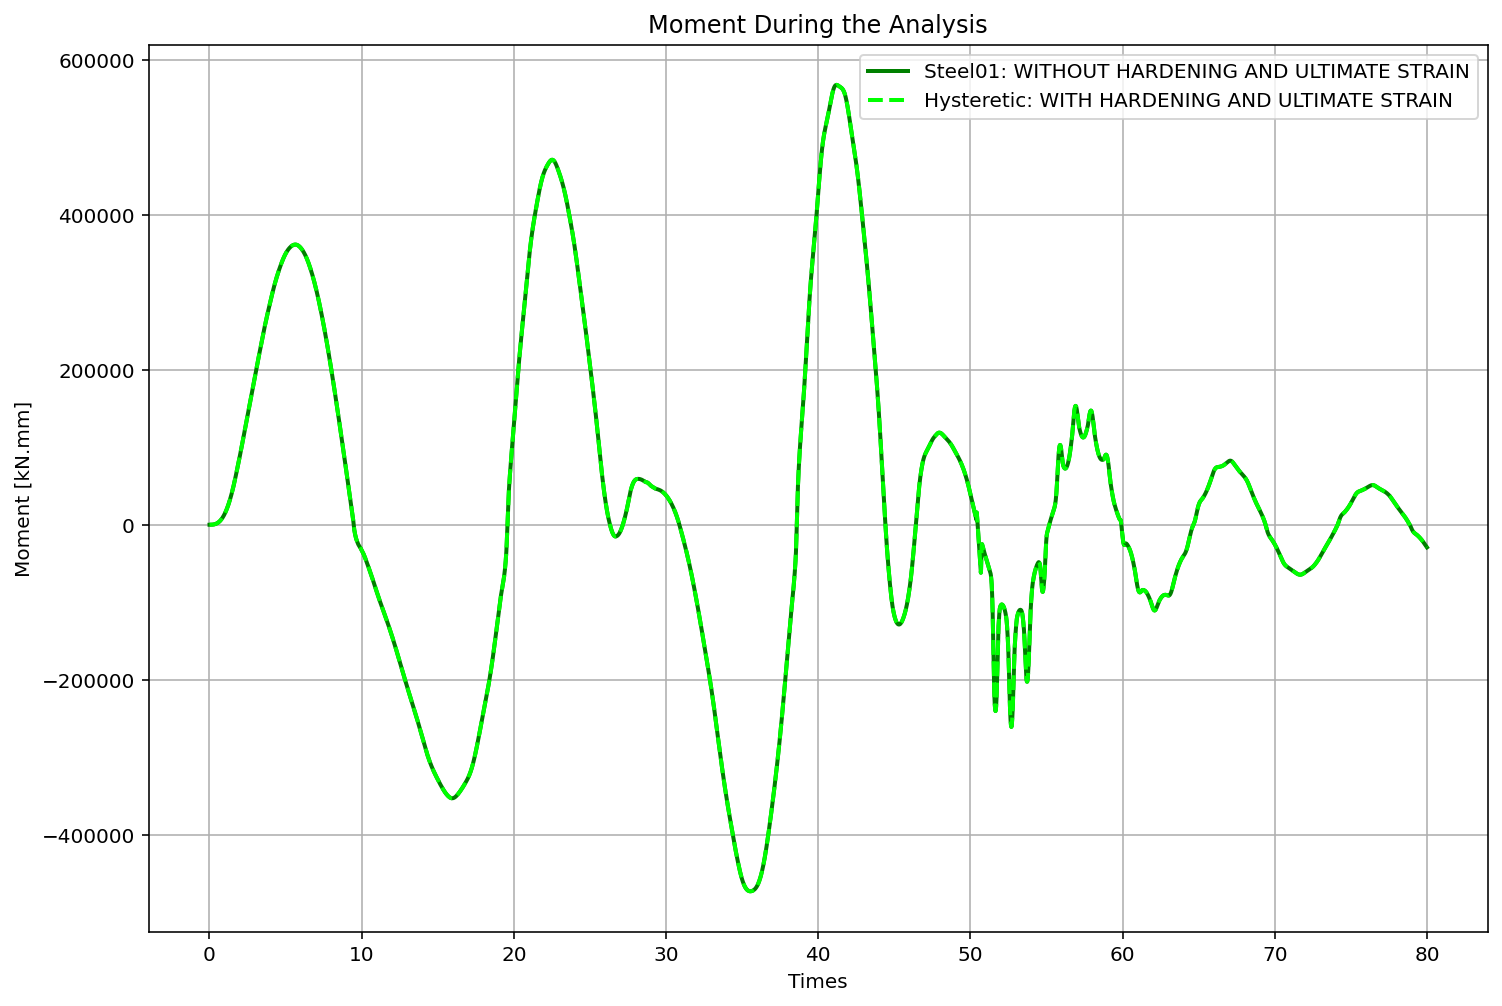 Moment During the Analysis
Steel01: WITHOUT HARDENING AND ULTIMATE STRAIN
Hysteretic: WITH HARDENING AND ULTIMATE STRAIN
Moment [kN.mm]
600000
400000
200000
0
−200000
−400000
0 10 20 30 40 50 60 70 80
Times